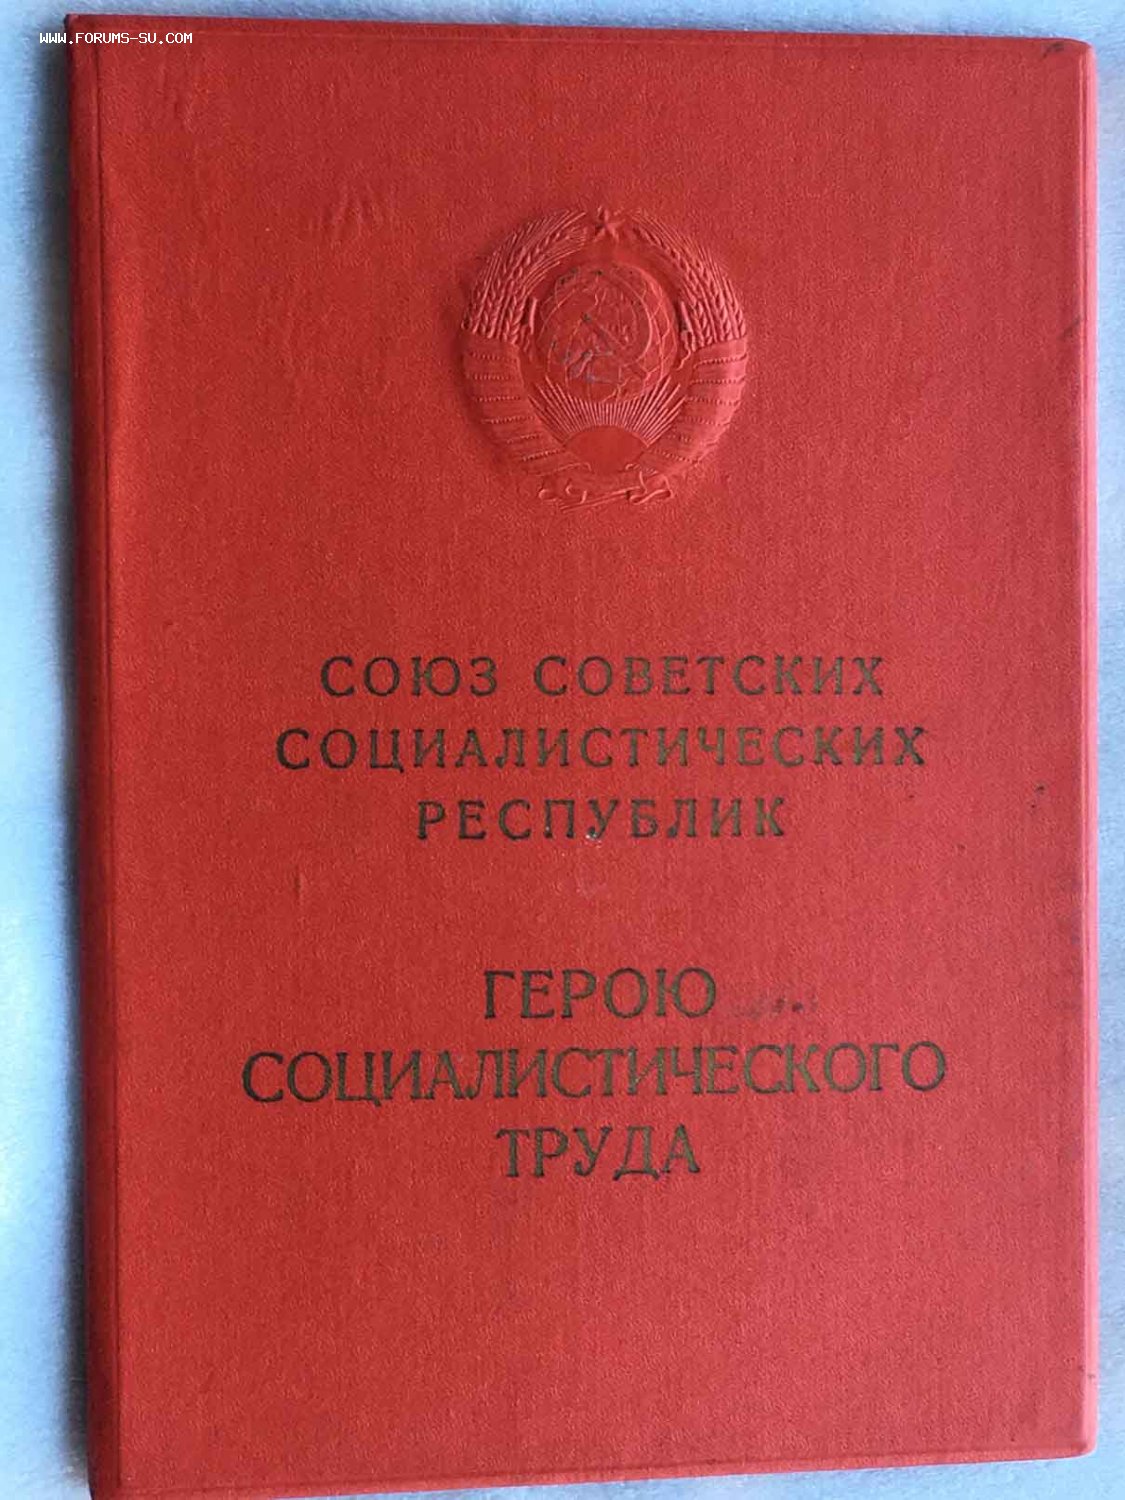 WWW.FORUMS-SU.COM
СОЮЗ СОВЕТСКИХ
СОЦИАЛИСТИЧЕСКИХ
РЕСПУБЛИК
ГЕРОЮ
СОЦИАЛИСТИЧЕСКОГО
ТРУДА